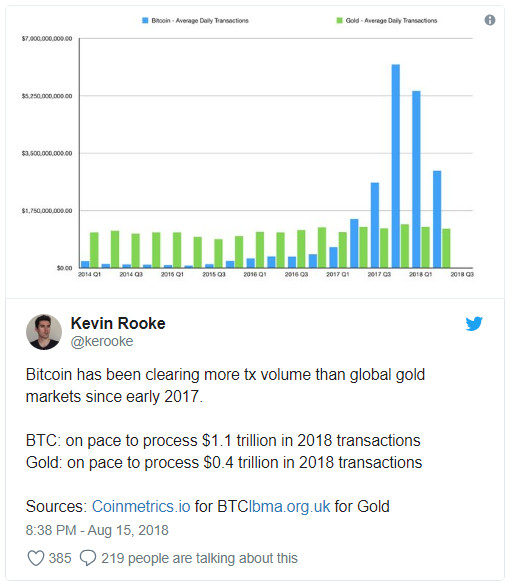 Bitcoin - Average Daily Transactions Gold - Average Daily Transactions
$7,000,000,000.00
$5,250,000,000.00
$3,500,000,000.00
$1,750,000,000.00
$0.00
2014 Q1 2014 Q3 2015 Q1 2015 Q3 2016 Q1 2016 Q3 2017 Q1 2017 Q3 2018 Q1 2018 Q3
Kevin Rooke
@kerooke
Bitcoin has been clearing more tx volume than global gold
markets since early 2017.
BTC: on pace to process $1.1 trillion in 2018 transactions
Gold: on pace to process $0.4 trillion in 2018 transactions
Sources: Coinmetrics.io for BTClbma.org.uk for Gold
8:38 PM - Aug 15, 2018
385 219 people are talking about this